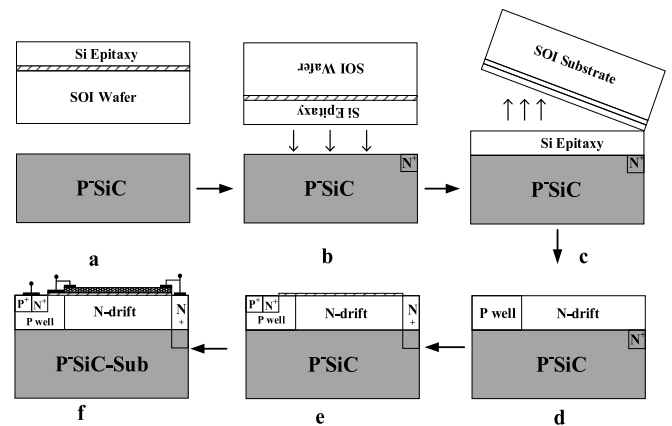 Si Epitaxy
SOI Wafer
P⁻SiC
a
SOI Wafer
Si Epitaxy
N⁺
P⁻SiC
b
SOI Substrate
Si Epitaxy
N⁺
P⁻SiC
c
P⁺ N⁺
P well
N-drift
N
+
P⁻SiC-Sub
f
P⁺ N⁺
P well
N-drift
N
+
P⁻SiC
e
P well
N-drift
N⁺
P⁻SiC
d